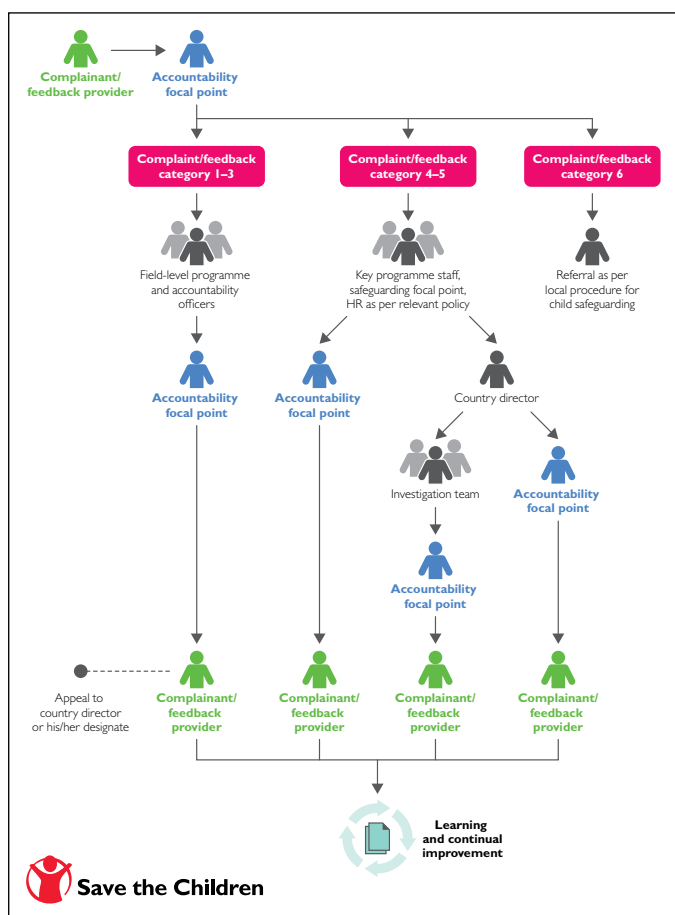 Complainant/
feedback provider
Accountability
focal point
Complaint/feedback
category 1–3
Complaint/feedback
category 4–5
Complaint/feedback
category 6
Field-level programme
and accountability
officers
Key programme staff,
safeguarding focal point,
HR as per relevant policy
Referral as per
local procedure for
child safeguarding
Accountability
focal point
Accountability
focal point
Country director
Investigation team
Accountability
focal point
Accountability
focal point
Appeal to
country director
or his/her designate
Complainant/
feedback
provider
Complainant/
feedback
provider
Complainant/
feedback
provider
Complainant/
feedback
provider
Learning
and continual
improvement
Save the Children